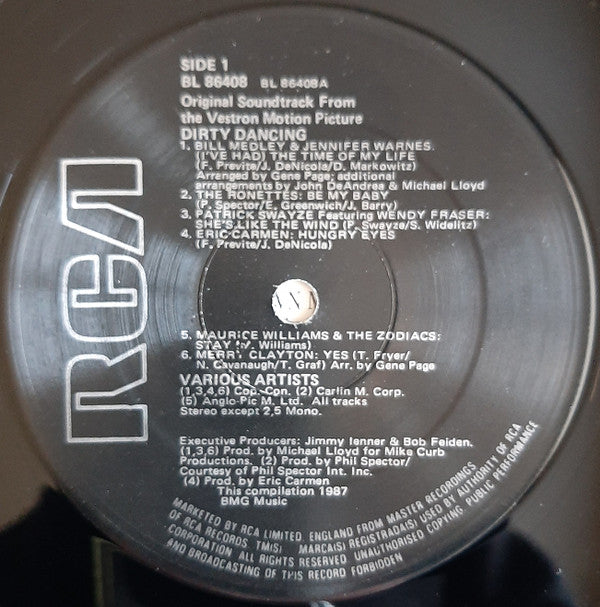 SIDE 1
BL 86408 BL 86408A
Original Soundtrack From
the Vestron Motion Picture
DIRTY DANCING
1. BILL MEDLEY & JENNIFER WARNES.
(I'VE HAD) THE TIME OF MY LIFE
(F. Previte/J. DeNicola/D. Markowitz)
Arranged by Gene Page; additional
arrangements by John DeAndrea & Michael Lloyd
2. THE RONETTES: BE MY BABY
(P. Spector/E. Greenwich/J. Barry)
3. PATRICK SWAYZE Featuring WENDY FRASER:
SHE'S LIKE THE WIND (P. Swayze/S. Widelitz)
4. ERIC CARMEN: HUNGRY EYES
(F. Previte/J. DeNicola)
RCA
5. MAURICE WILLIAMS & THE ZODIACS:
STAY (M. Williams)
6. MERRY CLAYTON: YES (T. Fryer/
N. Cavanaugh/T. Graf) Arr. by Gene Page
VARIOUS ARTISTS
(1,3,4,6) Cop. Con. (2) Carlin M. Corp.
(5) Anglo-Pic M. Ltd. All tracks
Stereo except 2,5 Mono.
Executive Producers: Jimmy Ienner & Bob Feiden.
(1,3,6) Prod. by Michael Lloyd for Mike Curb
Productions. (2) Prod. by Phil Spector/
Courtesy of Phil Spector Int. Inc.
(4) Prod. by Eric Carmen
This compilation 1987
BMG Music
MARKETED BY RCA LIMITED, ENGLAND FROM MASTER RECORDINGS
OF RCA RECORDS, TM(S) MARCA(S) REGISTRADA(S) USED BY AUTHORITY OF RCA
CORPORATION ALL RIGHTS RESERVED UNAUTHORISED COPYING PUBLIC PERFORMANCE
AND BROADCASTING OF THIS RECORD FORBIDDEN